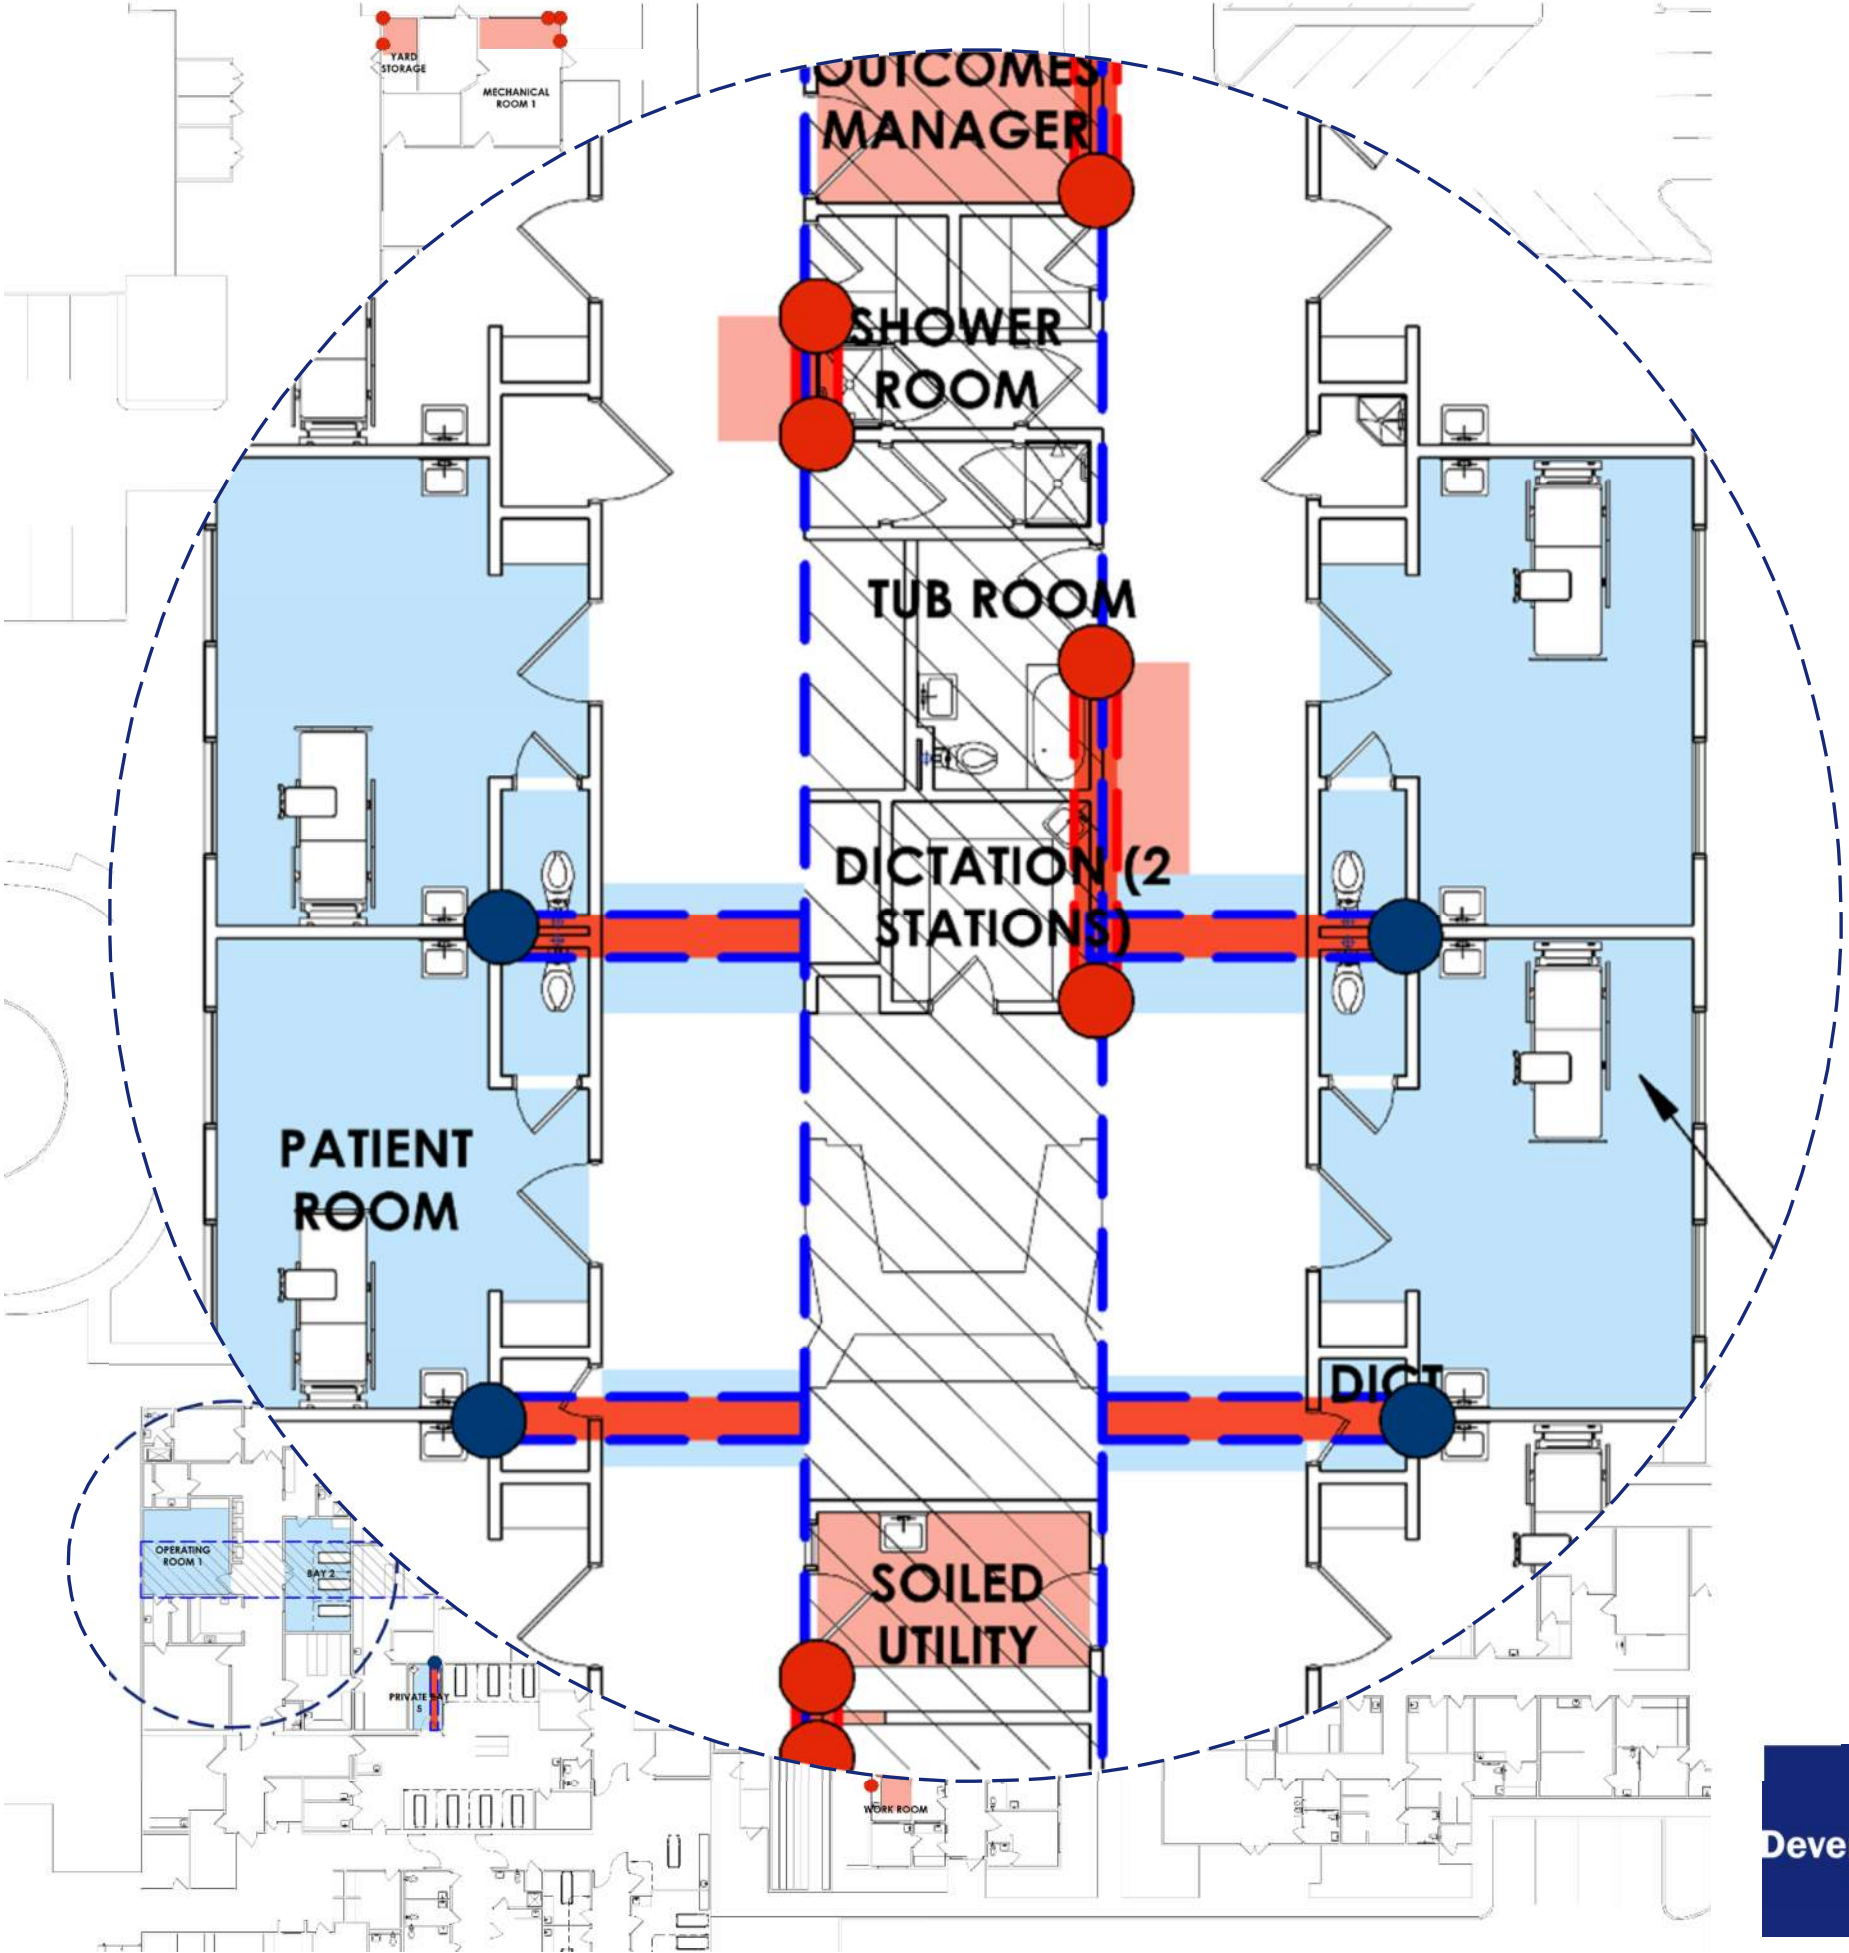 YARD
STORAGE
MECHANICAL
ROOM 1
OUTCOMES
MANAGER
SHOWER
ROOM
TUB ROOM
DICTATION (2
STATIONS)
PATIENT
ROOM
DICT
OPERATING
ROOM 1
BAY 2
SOILED
UTILITY
PRIVATE BAY
5
WORK ROOM
Deve